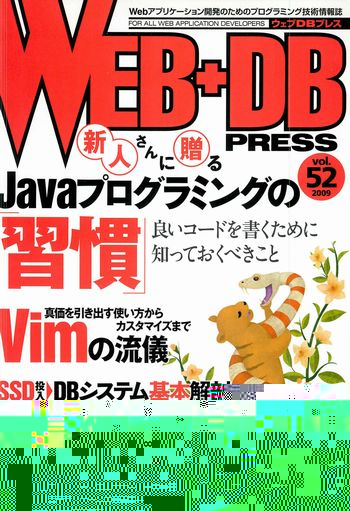 Webアプリケーション開発のためのプログラミング技術情報誌
FOR ALL WEB APPLICATION DEVELOPERS ウェブDBプレス
WEB+DB
PRESS
vol.
52
2009
新人さんに贈る
Javaプログラミングの
「習慣」
良いコードを書くために
知っておくべきこと
真価を引き出す使い方から
カスタマイズまで
Vimの流儀
SSD投入 DBシステム基本解剖